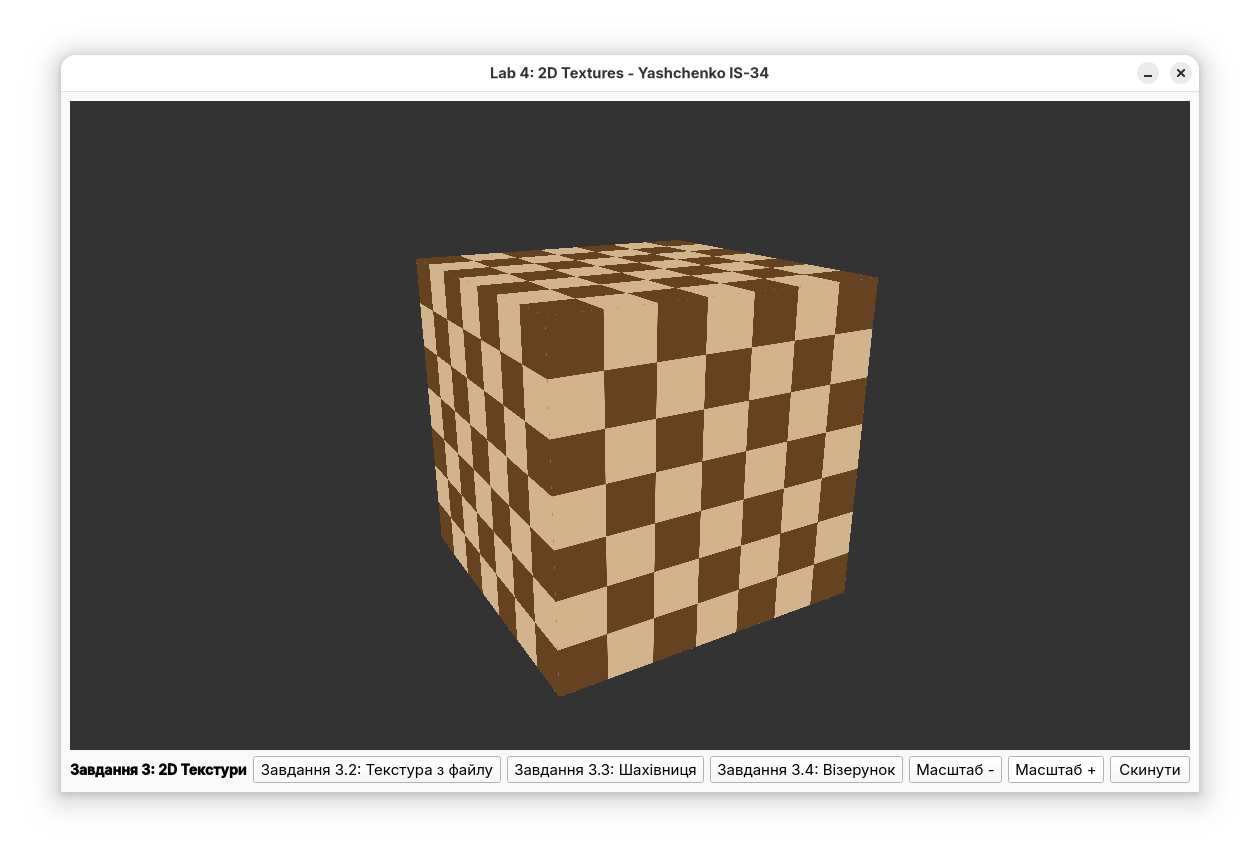 Lab 4: 2D Textures - Yashchenko IS-34
Завдання 3: 2D Текстури
Завдання 3.2: Текстура з файлу
Завдання 3.3: Шахівниця
Завдання 3.4: Візерунок
Масштаб -
Масштаб +
Скинути